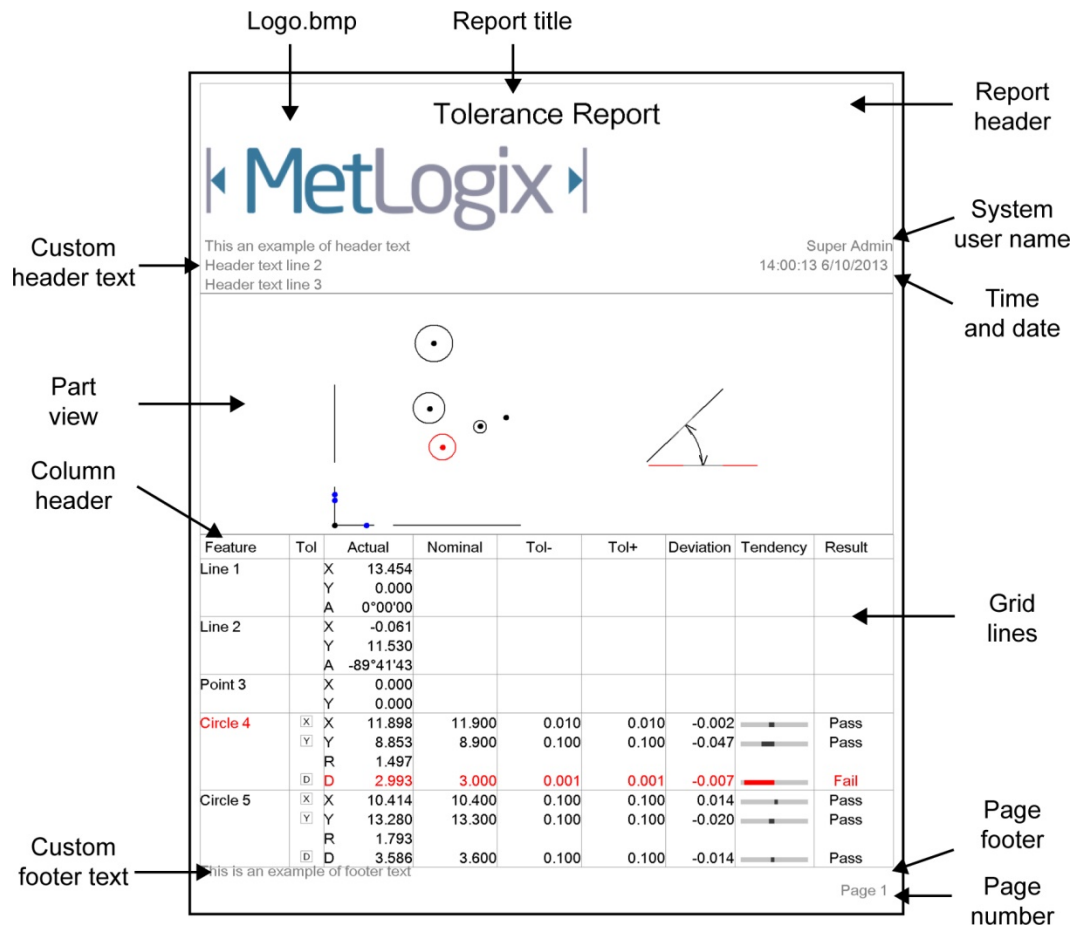 Logo.bmp
Report title
Tolerance Report
Report
header
MetLogix
System
user name
Custom
header text
This an example of header text
Header text line 2
Header text line 3
Super Admin
14:00:13 6/10/2013
Time
and date
Part
view
Column
header
Feature Tol Actual Nominal Tol- Tol+ Deviation Tendency Result
Line 1 X 13.454
Y 0.000
A 0°00'00
Line 2 X -0.061
Y 11.530
A -89°41'43
Point 3 X 0.000
Y 0.000
Circle 4 X X 11.898 11.900 0.010 0.010 -0.002 Pass
Y Y 8.853 8.900 0.100 0.100 -0.047 Pass
R 1.497
D D 2.993 3.000 0.001 0.001 -0.007 Fail
Circle 5 X X 10.414 10.400 0.100 0.100 0.014 Pass
Y Y 13.280 13.300 0.100 0.100 -0.020 Pass
R 1.793
D D 3.586 3.600 0.100 0.100 -0.014 Pass
Grid
lines
Custom
footer text
This is an example of footer text
Page 1
Page
footer
Page
number